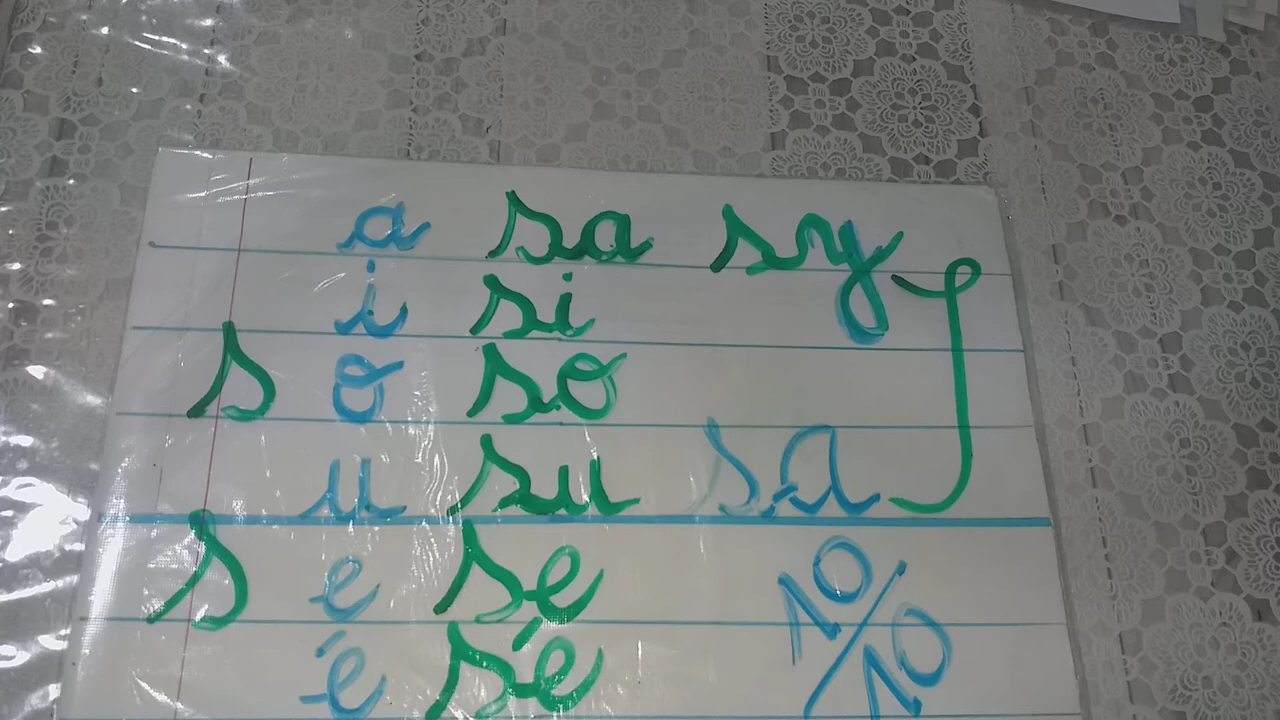 a sa sy
i si
s o so
u su sa
s e se
é sé
10/10